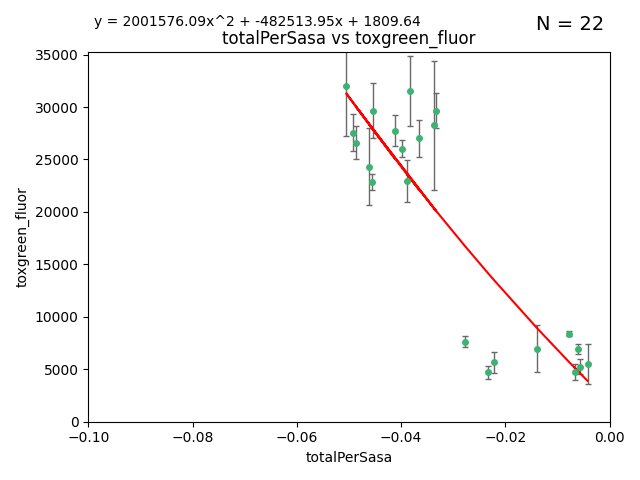 y = 2001576.09x^2 + -482513.95x + 1809.64
N = 22
totalPerSasa vs toxgreen_fluor
35000
30000
25000
20000
15000
10000
5000
0
toxgreen_fluor
−0.10 −0.08 −0.06 −0.04 −0.02 0.00
totalPerSasa